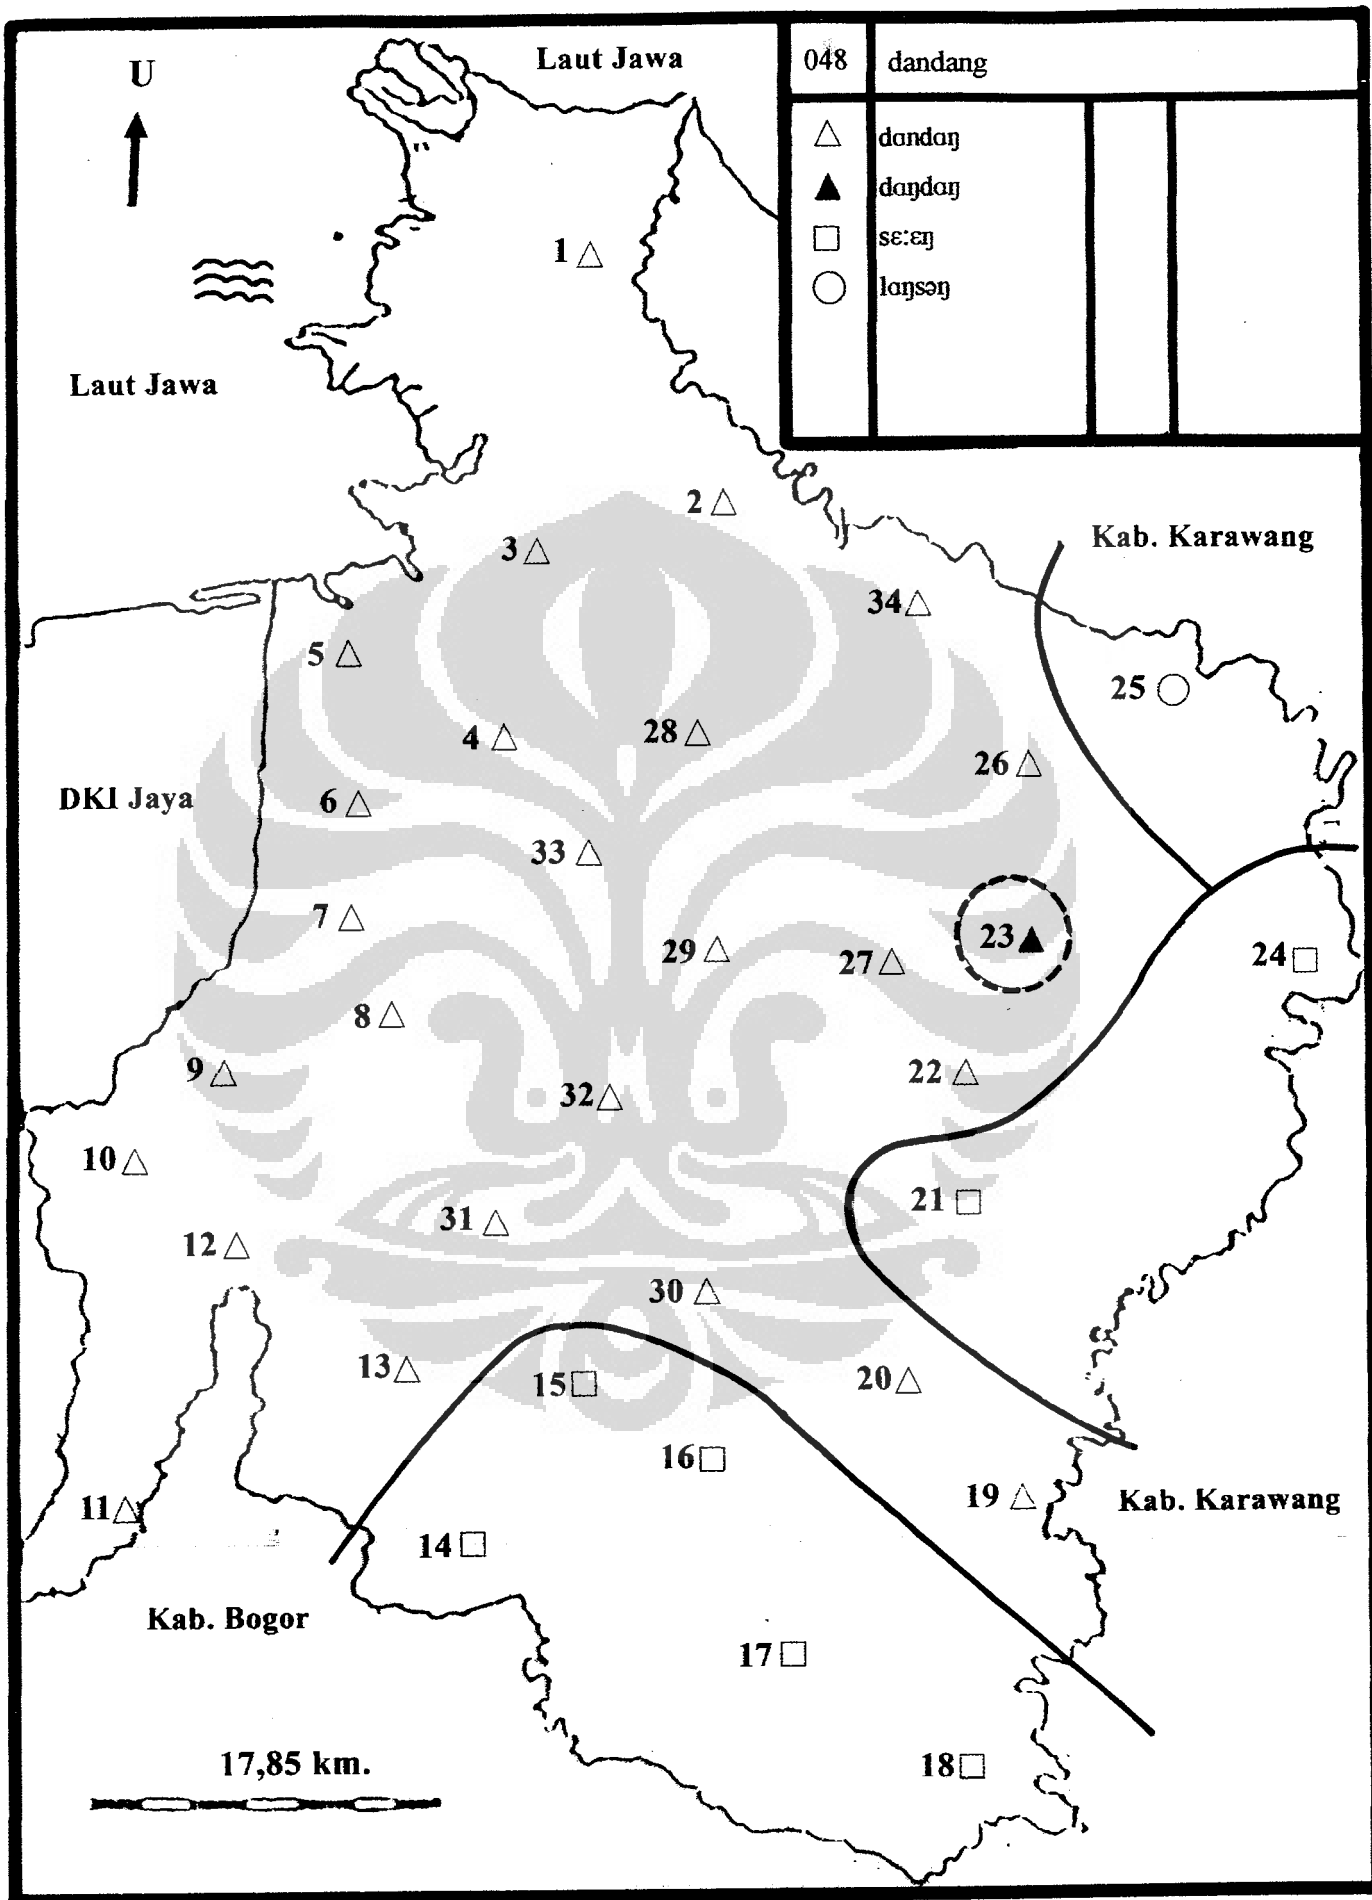 U
Laut Jawa
048 dandang
dɑndɑŋ
dɑŋdɑŋ
sɛ:ɛŋ
lɑŋsəŋ
1
Laut Jawa
2
Kab. Karawang
3
34
5
25
4
28
26
DKI Jaya
6
33
7
23
29
27
24
8
9
22
32
10
21
31
12
30
13
15
20
16
19
11
Kab. Karawang
14
Kab. Bogor
17
17,85 km.
18